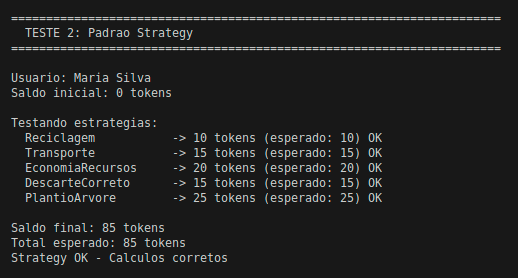 ======================================================================
  TESTE 2: Padrao Strategy
======================================================================
Usuario: Maria Silva
Saldo inicial: 0 tokens
Testando estrategias:
  Reciclagem           -> 10 tokens (esperado: 10) OK
  Transporte           -> 15 tokens (esperado: 15) OK
  EconomiaRecursos     -> 20 tokens (esperado: 20) OK
  DescarteCorreto      -> 15 tokens (esperado: 15) OK
  PlantioArvore        -> 25 tokens (esperado: 25) OK
Saldo final: 85 tokens
Total esperado: 85 tokens
Strategy OK - Calculos corretos